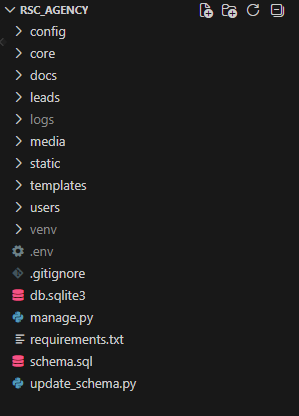 RSC_AGENCY
config
core
docs
leads
logs
media
static
templates
users
venv
.env
.gitignore
db.sqlite3
manage.py
requirements.txt
schema.sql
update_schema.py